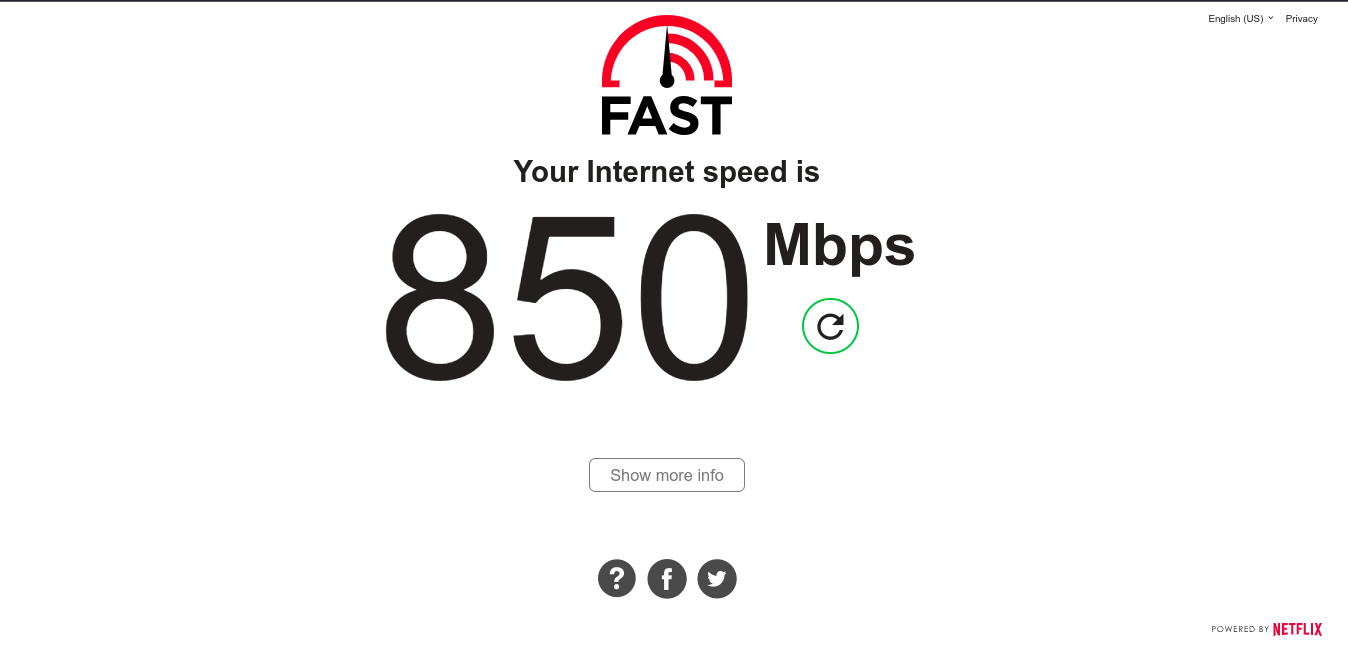 English (US) Privacy
FAST
Your Internet speed is
850 Mbps
Show more info
POWERED BY NETFLIX